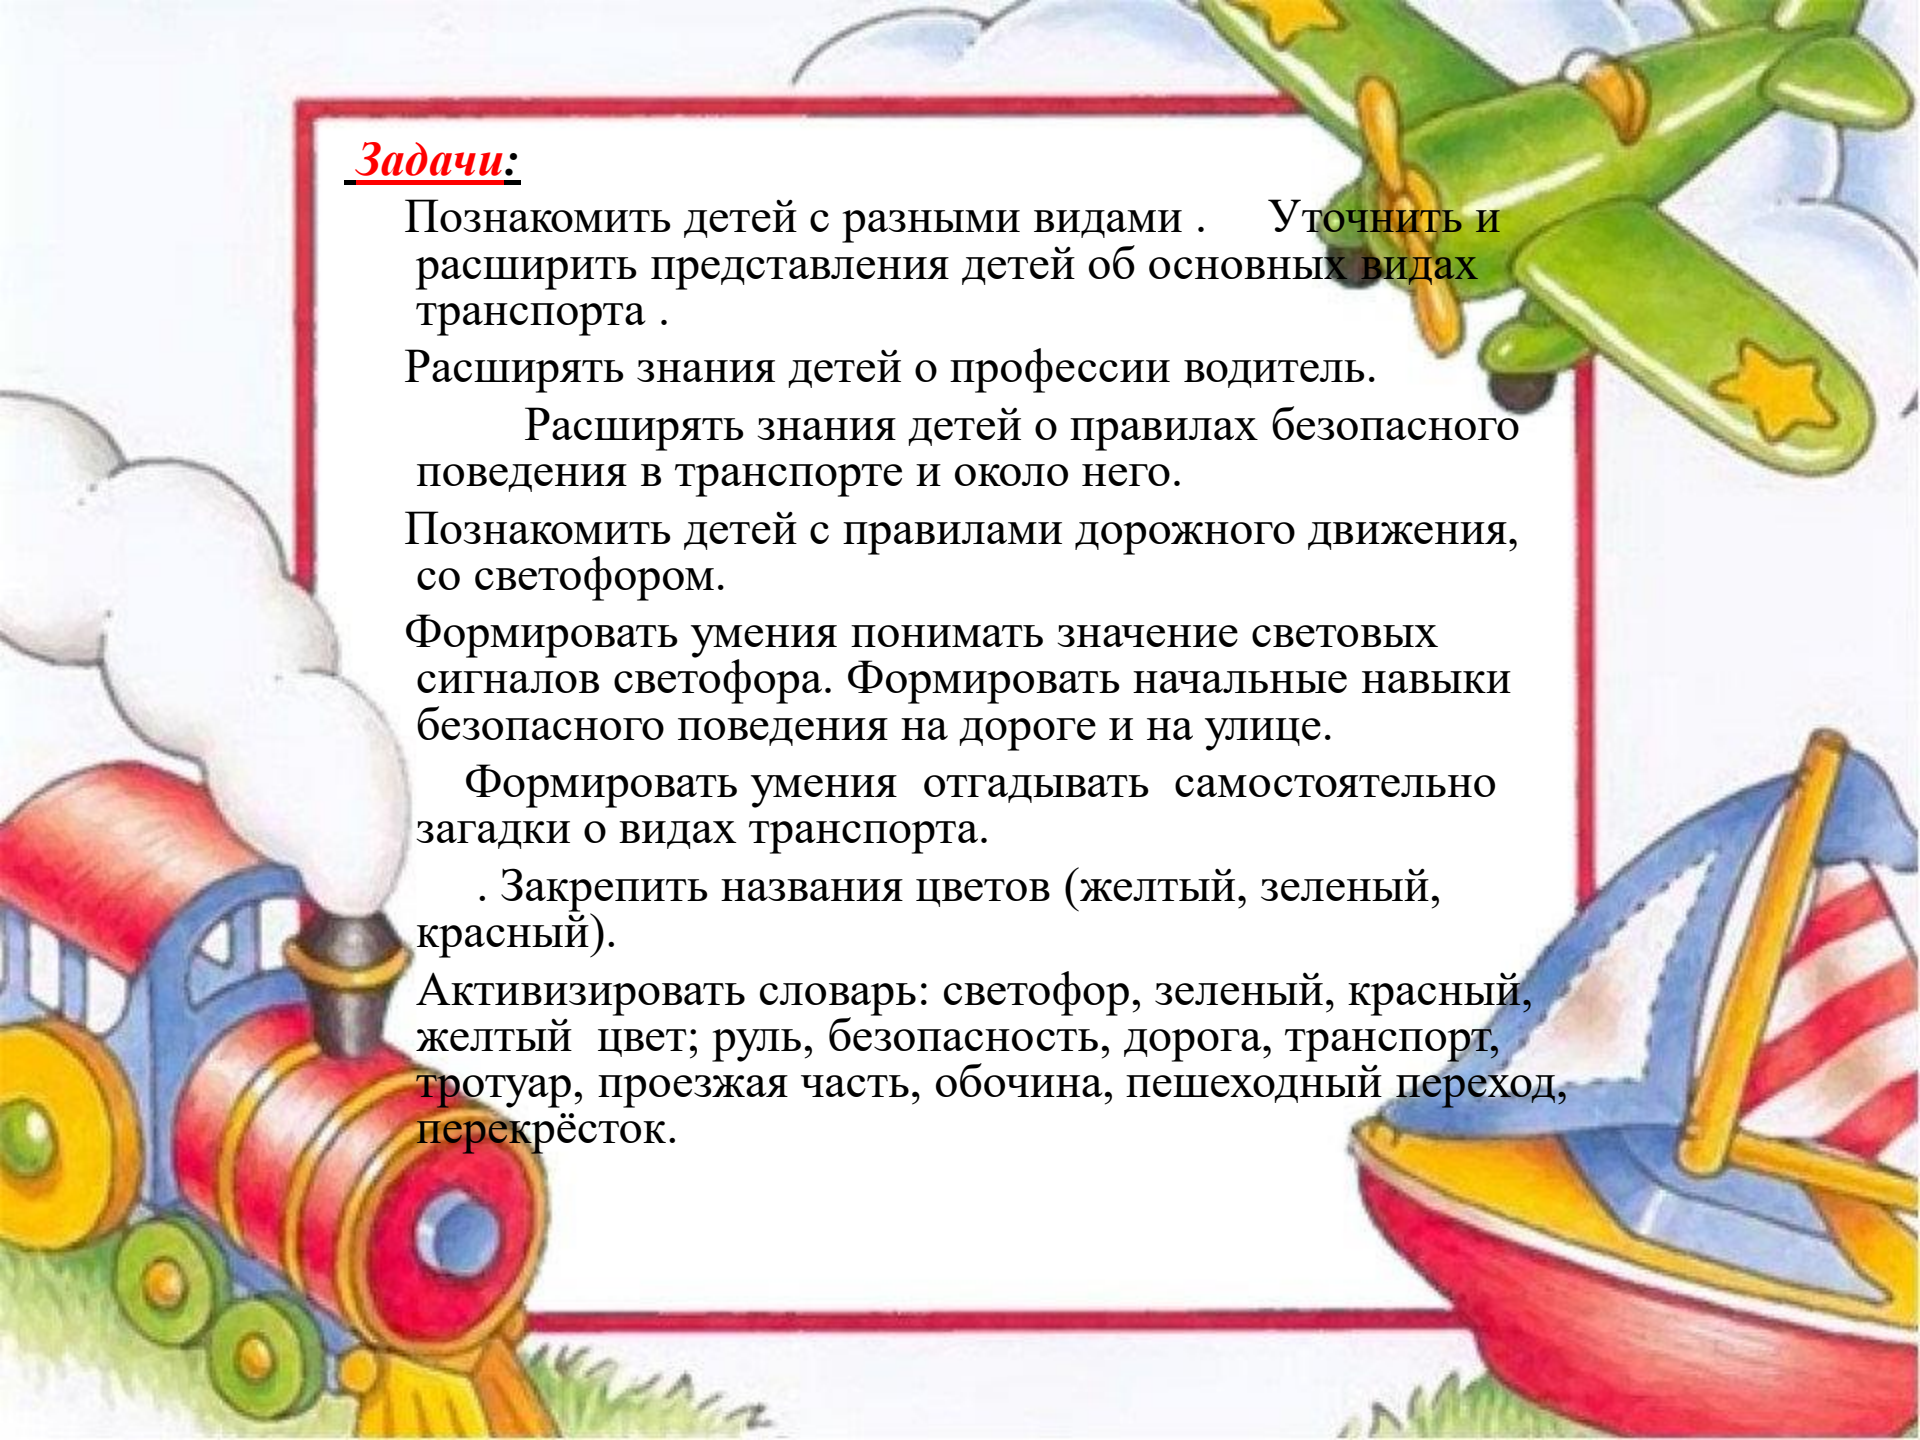 Задачи:
Познакомить детей с разными видами . Уточнить и
расширить представления детей об основных видах
транспорта .
Расширять знания детей о профессии водитель.
Расширять знания детей о правилах безопасного
поведения в транспорте и около него.
Познакомить детей с правилами дорожного движения,
со светофором.
Формировать умения понимать значение световых
сигналов светофора. Формировать начальные навыки
безопасного поведения на дороге и на улице.
Формировать умения отгадывать самостоятельно
загадки о видах транспорта.
. Закрепить названия цветов (желтый, зеленый,
красный).
Активизировать словарь: светофор, зеленый, красный,
желтый цвет; руль, безопасность, дорога, транспорт,
тротуар, проезжая часть, обочина, пешеходный переход,
перекрёсток.